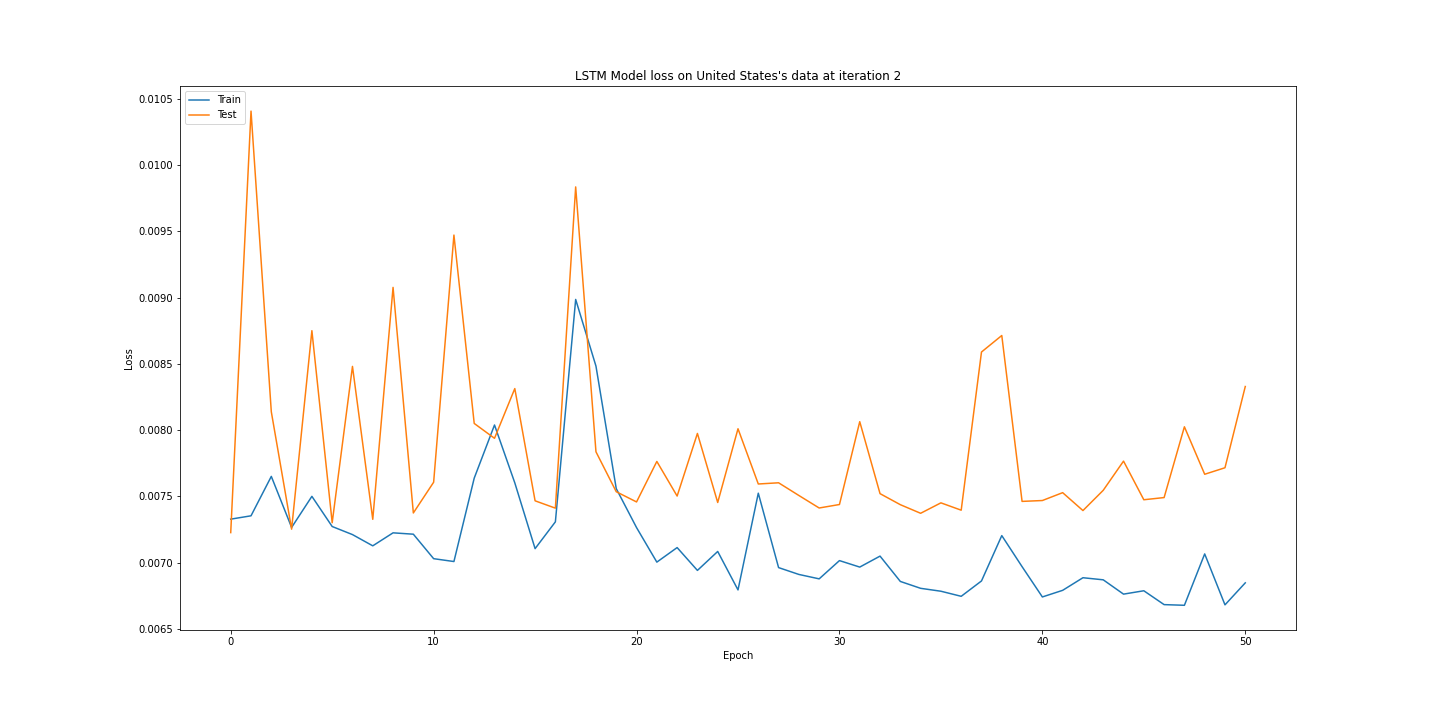 LSTM Model loss on United States's data at iteration 2
Train
Test
0.0105
0.0100
0.0095
0.0090
0.0085
0.0080
0.0075
0.0070
0.0065
Loss
0 10 20 30 40 50
Epoch